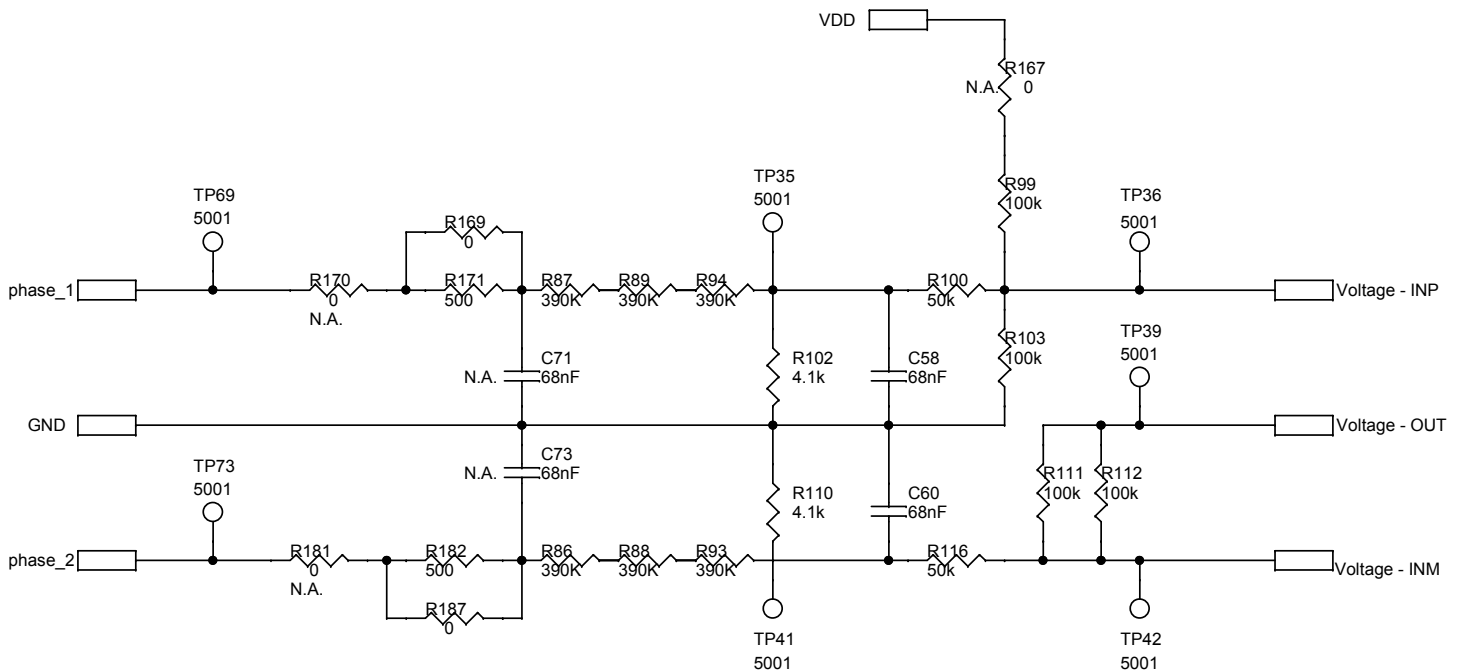 VDD
R167
N.A. 0
R99
100k
TP69
5001
TP35
5001
TP36
5001
R169
0
phase_1
R170
0
N.A.
R171
500
R87
390K
R89
390K
R94
390K
R100
50k
Voltage - INP
C71
N.A. 68nF
R102
4.1k
C58
68nF
R103
100k
TP39
5001
GND
Voltage - OUT
C73
N.A. 68nF
TP73
5001
R110
4.1k
C60
68nF
R111
100k
R112
100k
phase_2
R181
0
N.A.
R182
500
R86
390K
R88
390K
R93
390K
R116
50k
Voltage - INM
R187
0
TP41
5001
TP42
5001